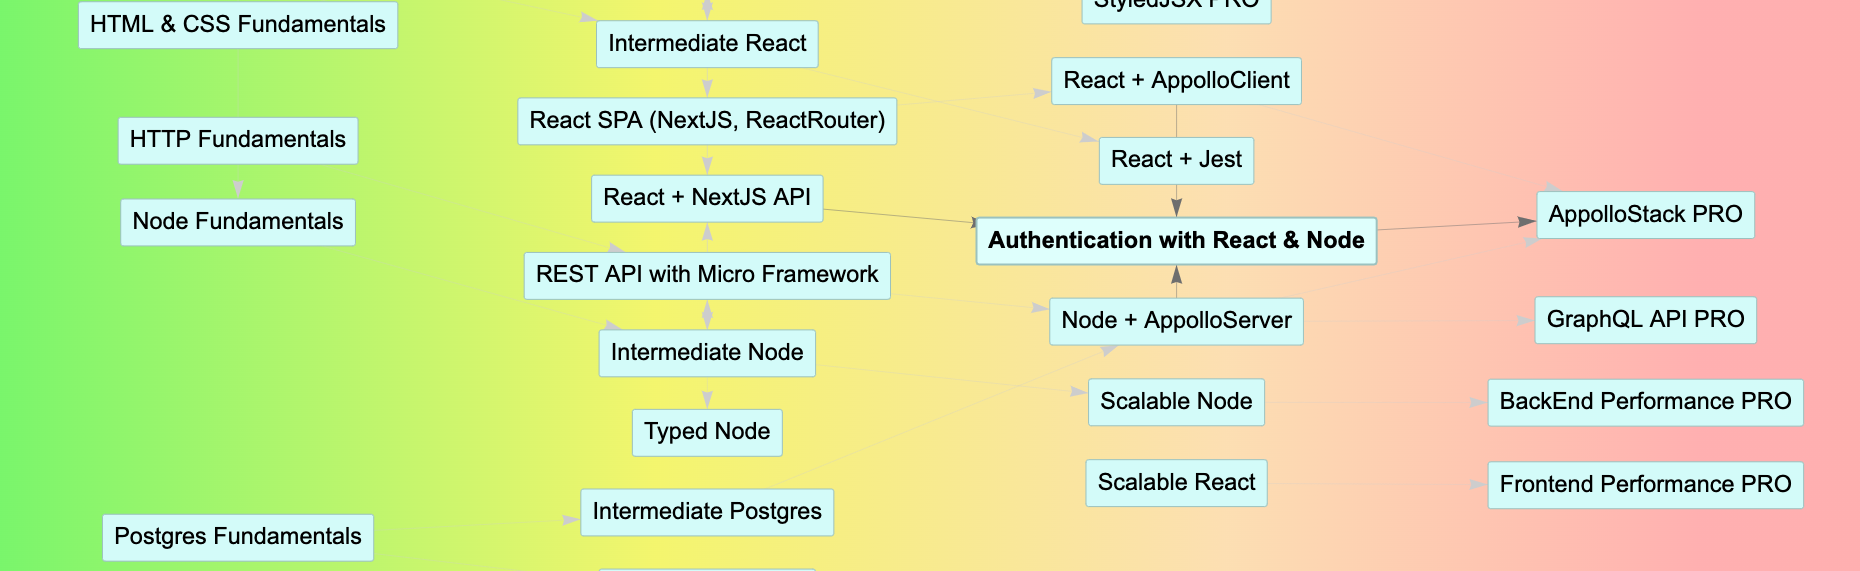 HTML & CSS Fundamentals
HTTP Fundamentals
Node Fundamentals
Postgres Fundamentals
Intermediate React
React SPA (NextJS, ReactRouter)
React + NextJS API
REST API with Micro Framework
Intermediate Node
Typed Node
Intermediate Postgres
StyledJSX PRO
React + AppolloClient
React + Jest
Authentication with React & Node
Node + AppolloServer
Scalable Node
Scalable React
AppolloStack PRO
GraphQL API PRO
BackEnd Performance PRO
Frontend Performance PRO